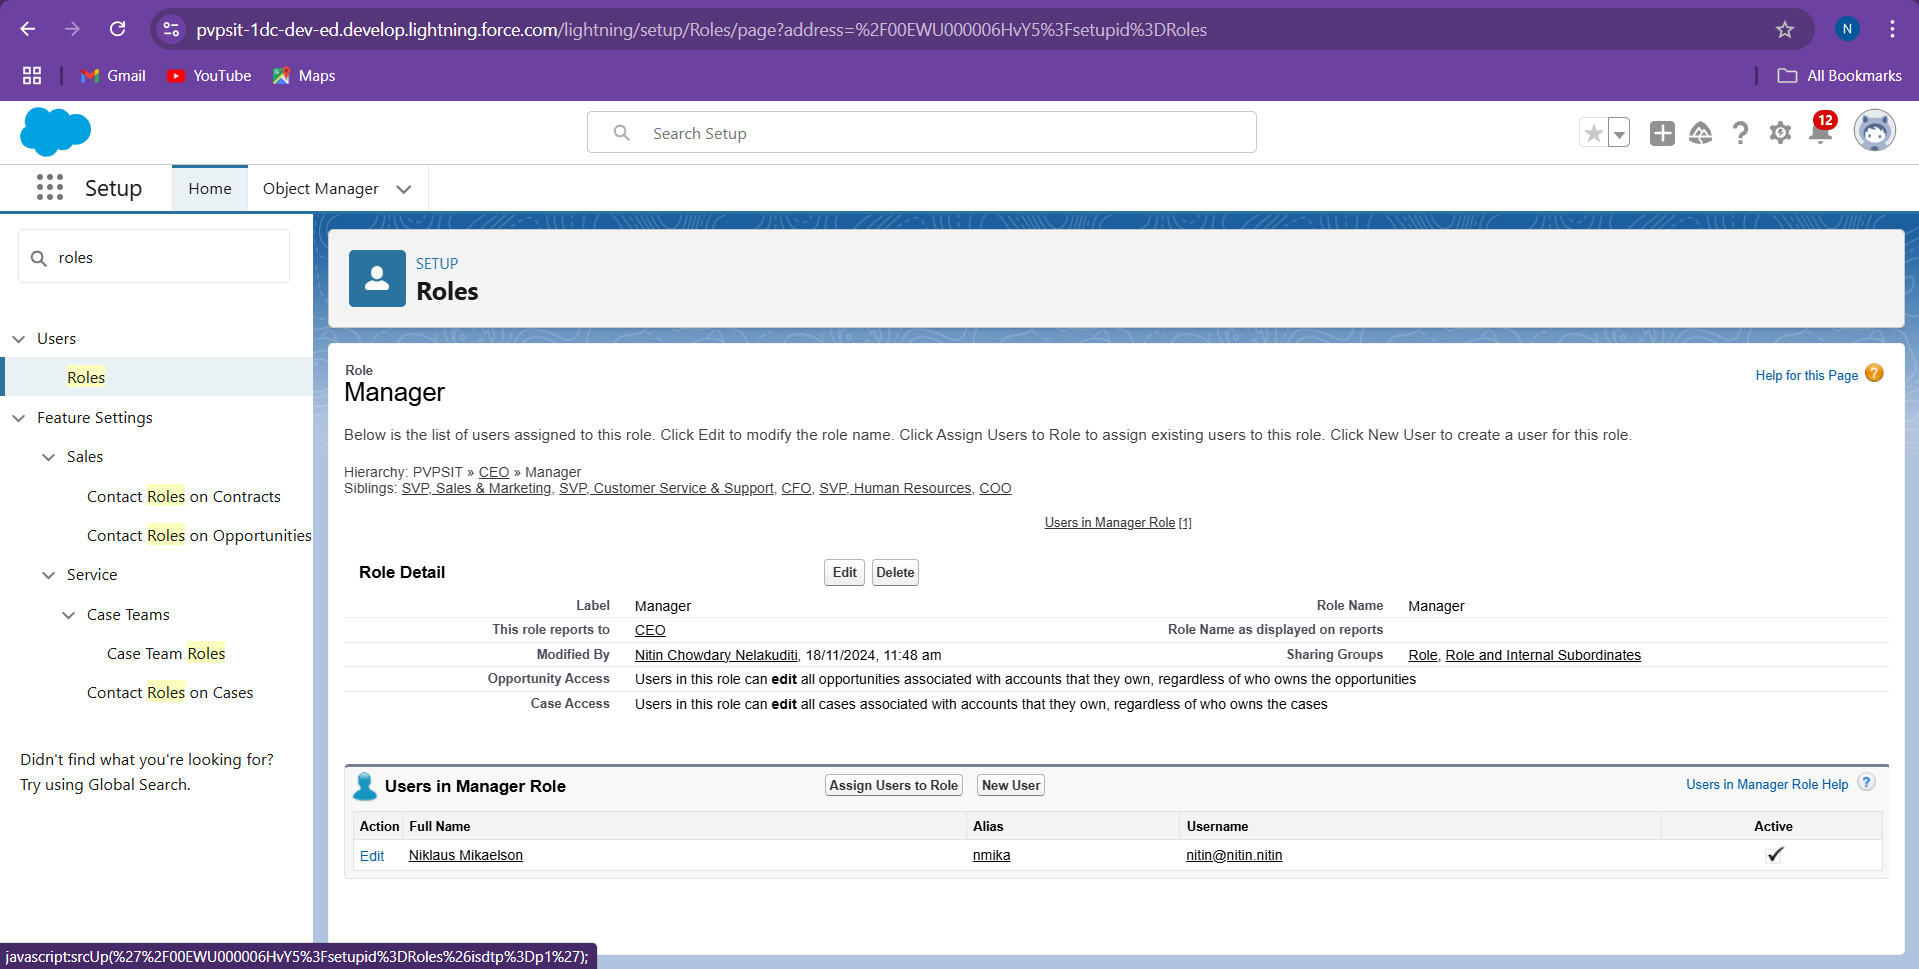 pvpsit-1dc-dev-ed.develop.lightning.force.com/lightning/setup/Roles/page?address=%2F00EWU000006HvY5%3Fsetupid%3DRoles
N
Gmail
YouTube
Maps
All Bookmarks
Search Setup
12
Setup
Home
Object Manager
roles
Users
Roles
Feature Settings
Sales
Contact Roles on Contracts
Contact Roles on Opportunities
Service
Case Teams
Case Team Roles
Contact Roles on Cases
Didn't find what you're looking for?
Try using Global Search.
SETUP
Roles
Role
Manager
Help for this Page ?
Below is the list of users assigned to this role. Click Edit to modify the role name. Click Assign Users to Role to assign existing users to this role. Click New User to create a user for this role.
Hierarchy: PVPSIT » CEO » Manager
Siblings: SVP, Sales & Marketing, SVP, Customer Service & Support, CFO, SVP, Human Resources, COO
Users in Manager Role [1]
Role Detail
Edit
Delete
Label Manager
Role Name Manager
This role reports to CEO
Role Name as displayed on reports
Modified By Nitin Chowdary Nelakuditi, 18/11/2024, 11:48 am
Sharing Groups Role, Role and Internal Subordinates
Opportunity Access Users in this role can edit all opportunities associated with accounts that they own, regardless of who owns the opportunities
Case Access Users in this role can edit all cases associated with accounts that they own, regardless of who owns the cases
Users in Manager Role
Assign Users to Role
New User
Users in Manager Role Help ?
Action Full Name Alias Username Active
Edit Niklaus Mikaelson nmika nitin@nitin.nitin
javascript:srcUp(%27%2F00EWU000006HvY5%3Fsetupid%3DRoles%26isdtp%3Dp1%27);